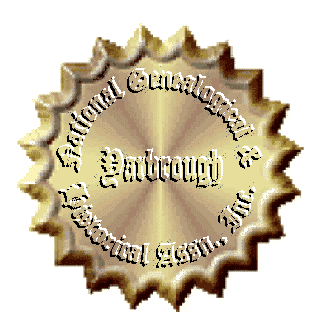 National Genealogical &
Yarbrough
Historical Assn., Inc.